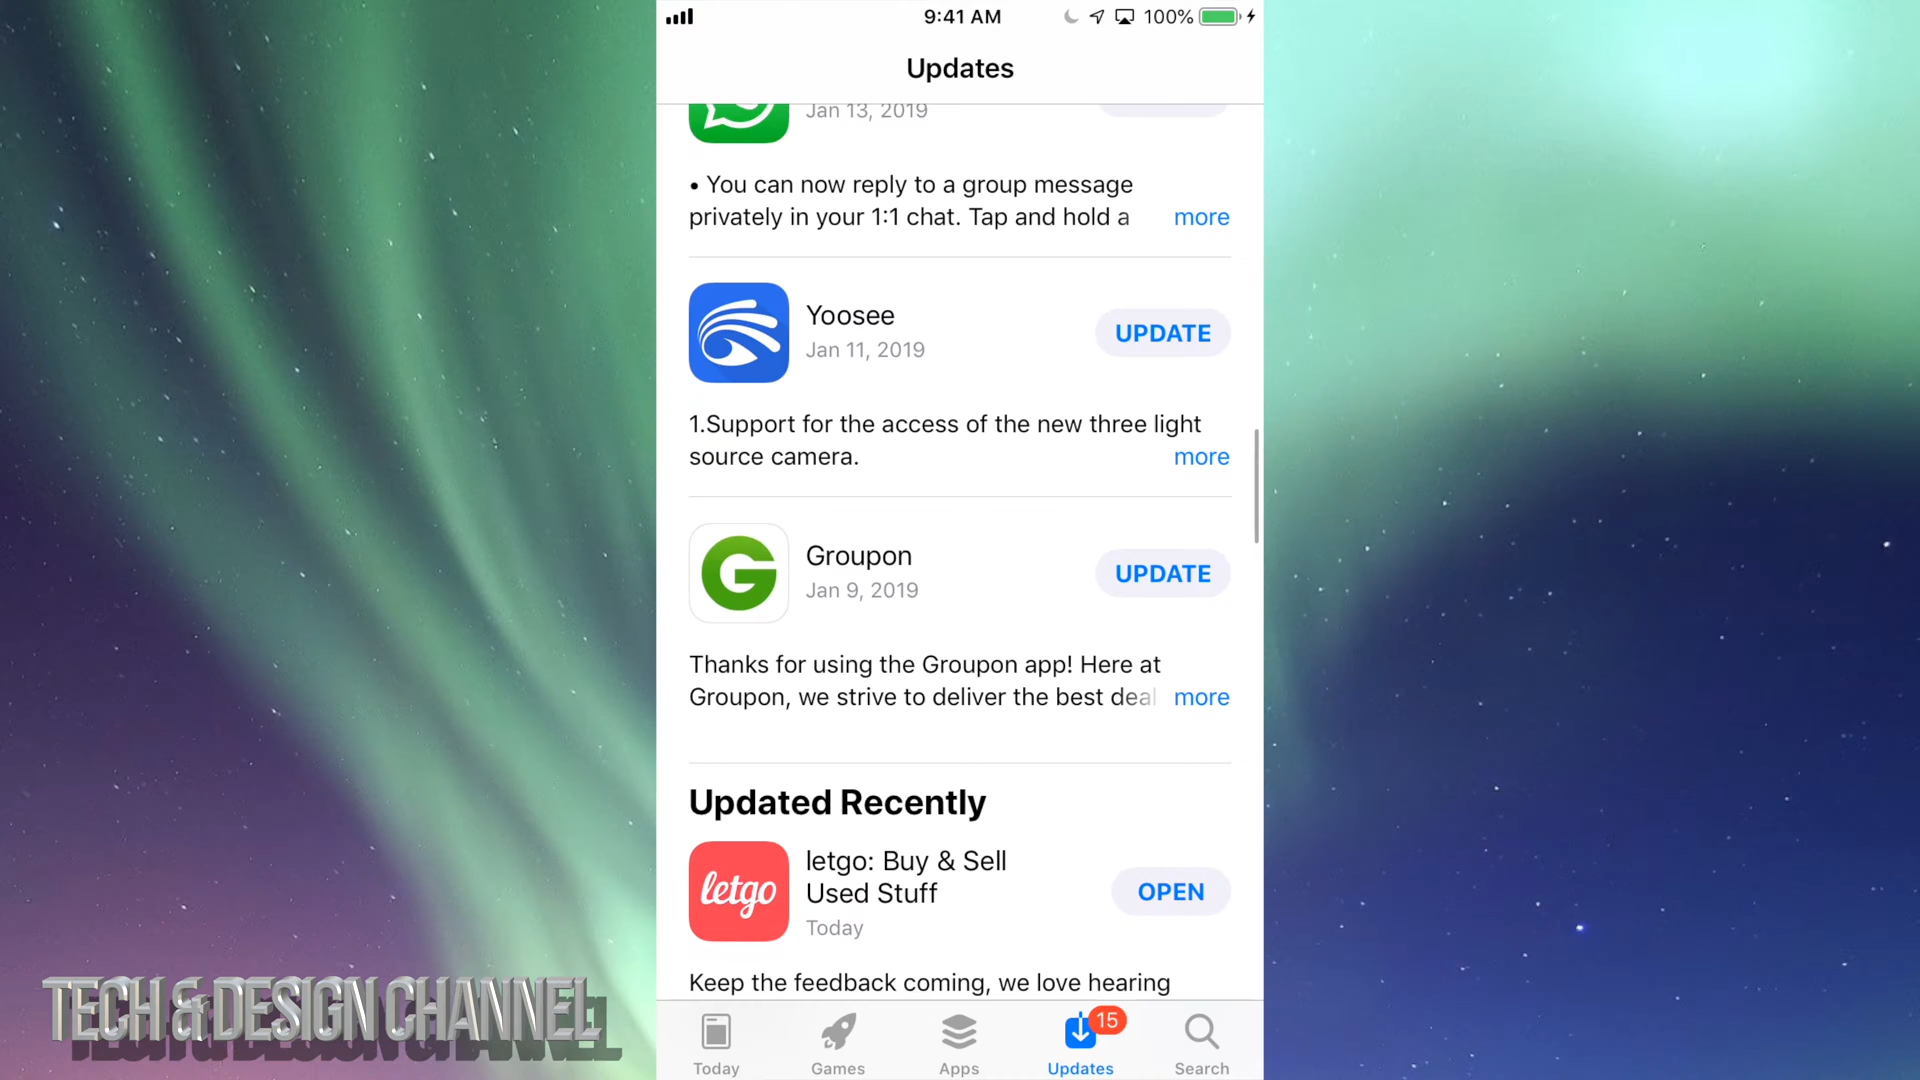 9:41 AM
100%
Updates
Jan 13, 2019
• You can now reply to a group message
privately in your 1:1 chat. Tap and hold a more
Yoosee
Jan 11, 2019
UPDATE
1.Support for the access of the new three light
source camera. more
Groupon
Jan 9, 2019
UPDATE
Thanks for using the Groupon app! Here at
Groupon, we strive to deliver the best deal more
Updated Recently
letgo
letgo: Buy & Sell
Used Stuff
Today
OPEN
Keep the feedback coming, we love hearing
15
Today Games Apps Updates Search
TECH & DESIGN CHANNEL